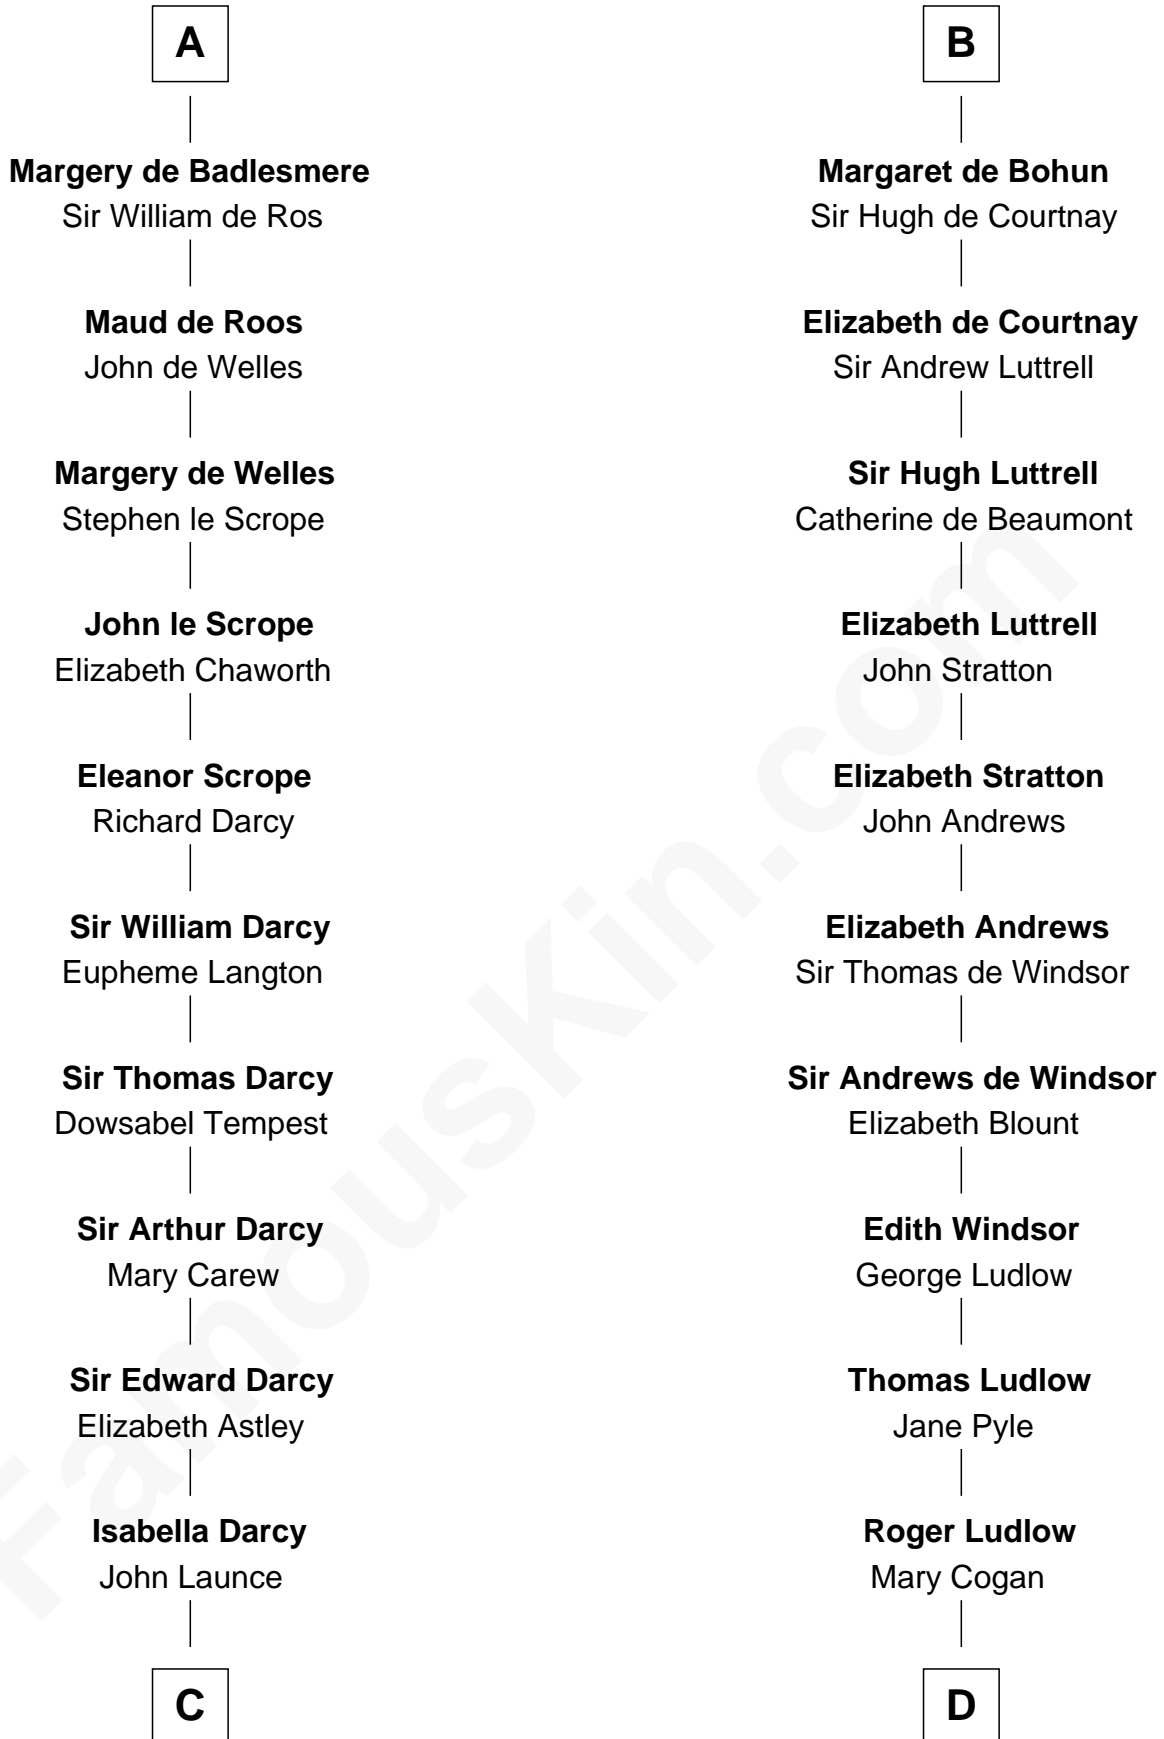 A
Margery de Badlesmere
Sir William de Ros
Maud de Roos
John de Welles
Margery de Welles
Stephen le Scrope
John le Scrope
Elizabeth Chaworth
Eleanor Scrope
Richard Darcy
Sir William Darcy
Eupheme Langton
Sir Thomas Darcy
Dowsabel Tempest
Sir Arthur Darcy
Mary Carew
Sir Edward Darcy
Elizabeth Astley
Isabella Darcy
John Launce
C
B
Margaret de Bohun
Sir Hugh de Courtnay
Elizabeth de Courtnay
Sir Andrew Luttrell
Sir Hugh Luttrell
Catherine de Beaumont
Elizabeth Luttrell
John Stratton
Elizabeth Stratton
John Andrews
Elizabeth Andrews
Sir Thomas de Windsor
Sir Andrews de Windsor
Elizabeth Blount
Edith Windsor
George Ludlow
Thomas Ludlow
Jane Pyle
Roger Ludlow
Mary Cogan
D
FamousKin.com